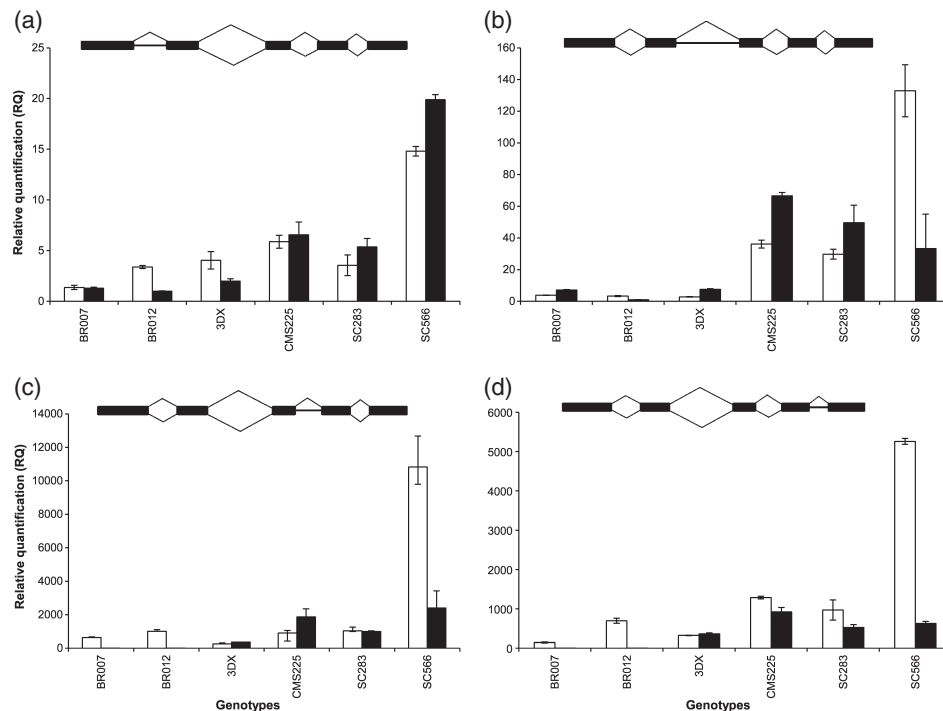 (a)
Relative quantification (RQ)
25
20
15
10
5
0
BR007
BR012
3DX
CMS225
SC283
SC566
(b)
160
140
120
100
80
60
40
20
0
BR007
BR012
3DX
CMS225
SC283
SC566
(c)
Relative quantification (RQ)
14000
12000
10000
8000
6000
4000
2000
0
BR007
BR012
3DX
CMS225
SC283
SC566
Genotypes
(d)
6000
5000
4000
3000
2000
1000
0
BR007
BR012
3DX
CMS225
SC283
SC566
Genotypes